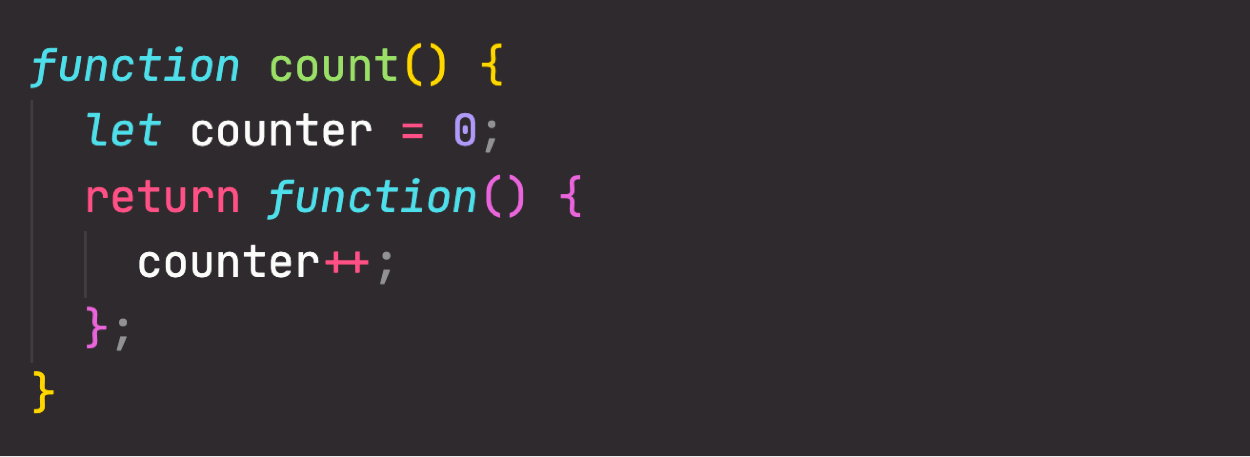 function count() {
  let counter = 0;
  return function() {
    counter++;
  };
}